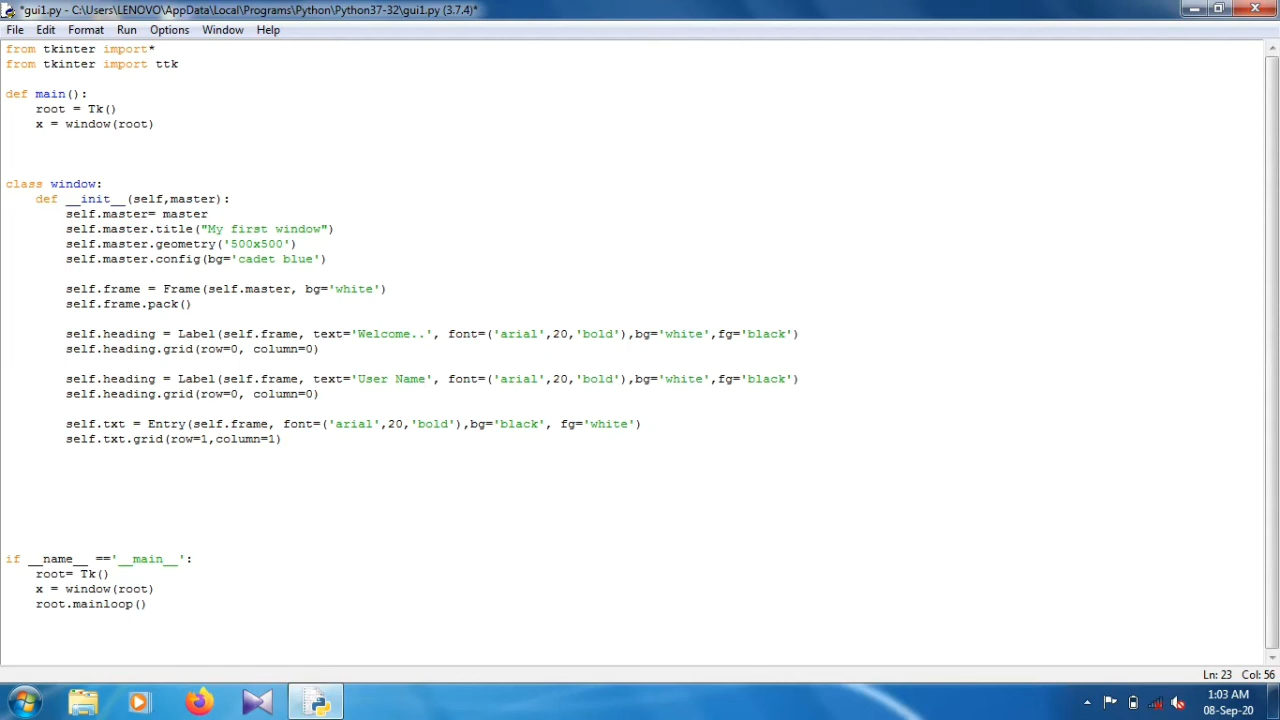 *gui1.py - C:\Users\LENOVO\AppData\Local\Programs\Python\Python37-32\gui1.py (3.7.4)*
File Edit Format Run Options Window Help
from tkinter import*
from tkinter import ttk
def main():
    root = Tk()
    x = window(root)
class window:
    def __init__(self,master):
        self.master= master
        self.master.title("My first window")
        self.master.geometry('500x500')
        self.master.config(bg='cadet blue')
        self.frame = Frame(self.master, bg='white')
        self.frame.pack()
        self.heading = Label(self.frame, text='Welcome..', font=('arial',20,'bold'),bg='white',fg='black')
        self.heading.grid(row=0, column=0)
        self.heading = Label(self.frame, text='User Name', font=('arial',20,'bold'),bg='white',fg='black')
        self.heading.grid(row=0, column=0)
        self.txt = Entry(self.frame, font=('arial',20,'bold'),bg='black', fg='white')
        self.txt.grid(row=1,column=1)
if __name__ =='__main__':
    root= Tk()
    x = window(root)
    root.mainloop()
Ln: 23 Col: 56
1:03 AM
08-Sep-20